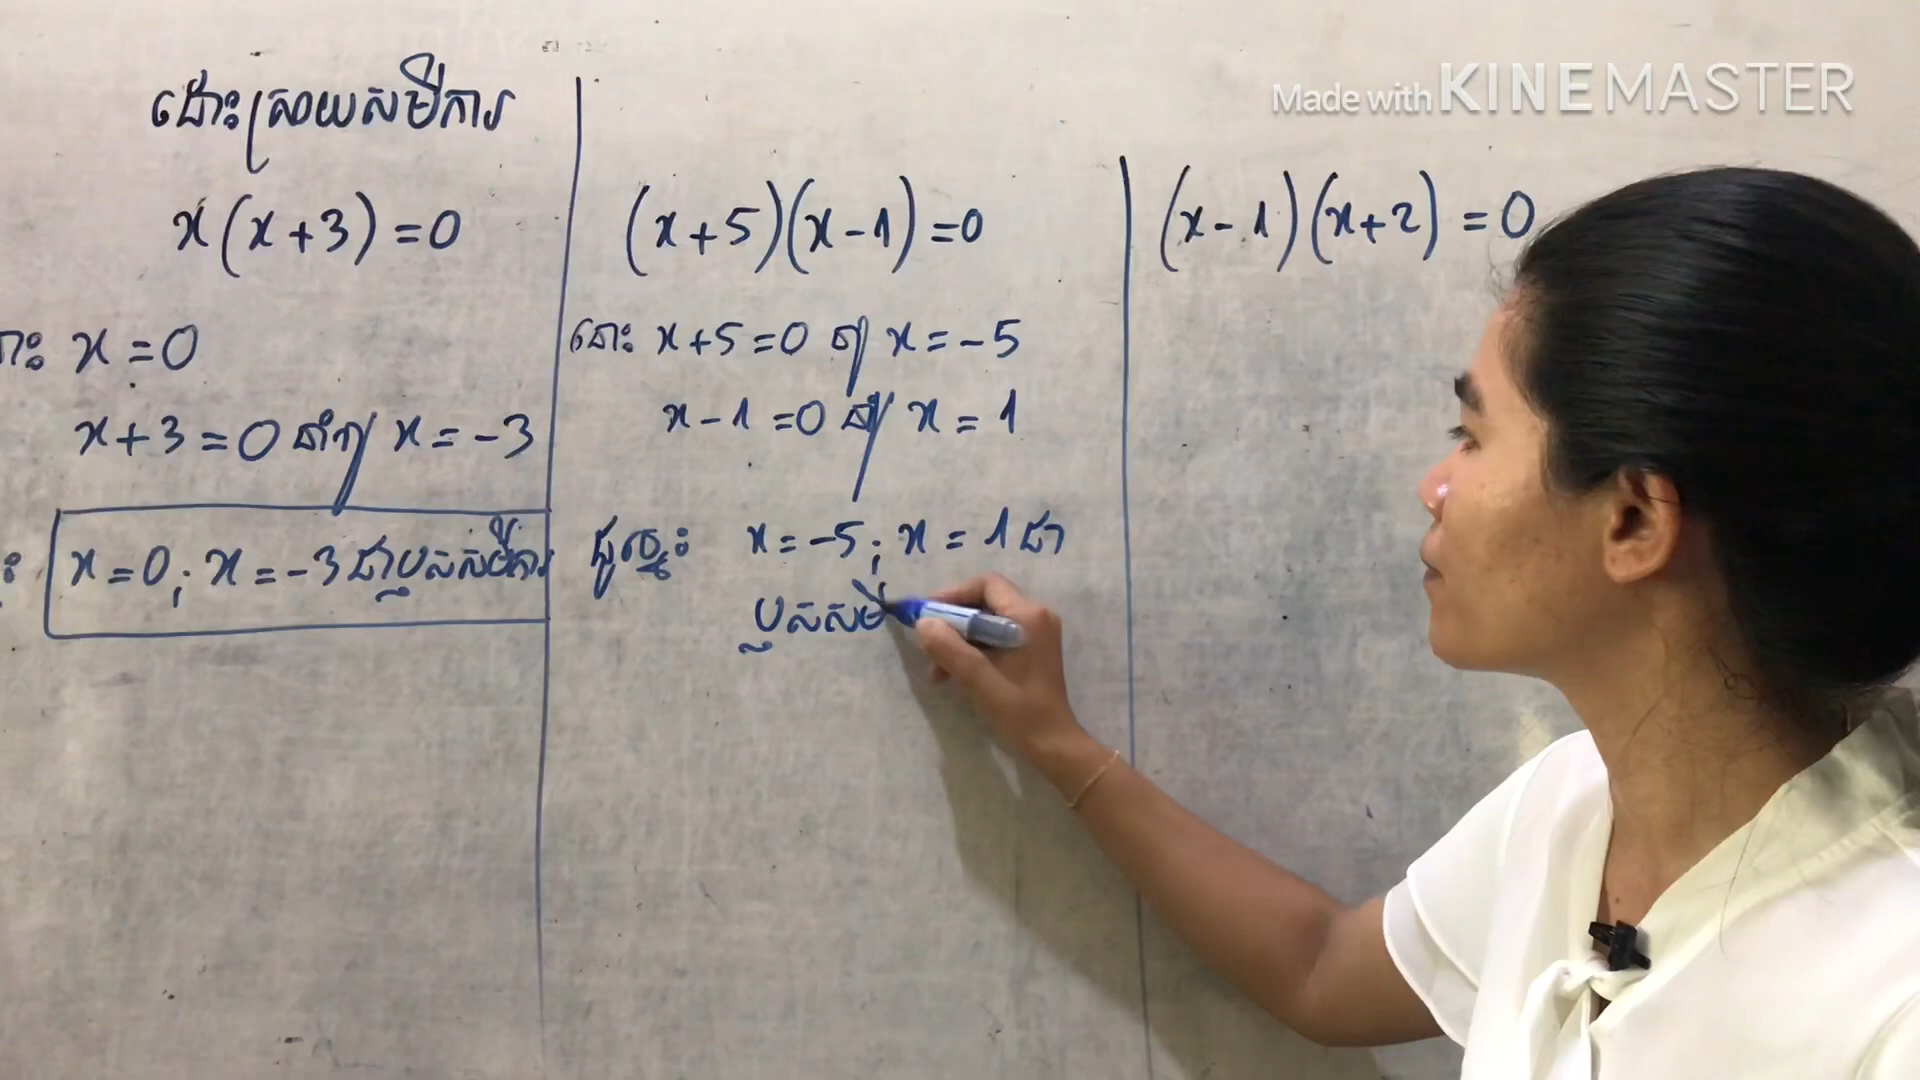 Made with KINEMASTER
ដោះស្រាយសមីការ
x(x+3)=0
x=0
x+3=0 នាំឲ្យ x=-3
x=0; x=-3 ជាឫសសមីការ
(x+5)(x-1)=0
ដោះ x+5=0 នាំឲ្យ x=-5
x-1=0 នាំឲ្យ x=1
ដូច្នេះ x=-5; x=1 ជា
ឫសសមី
(x-1)(x+2)=0